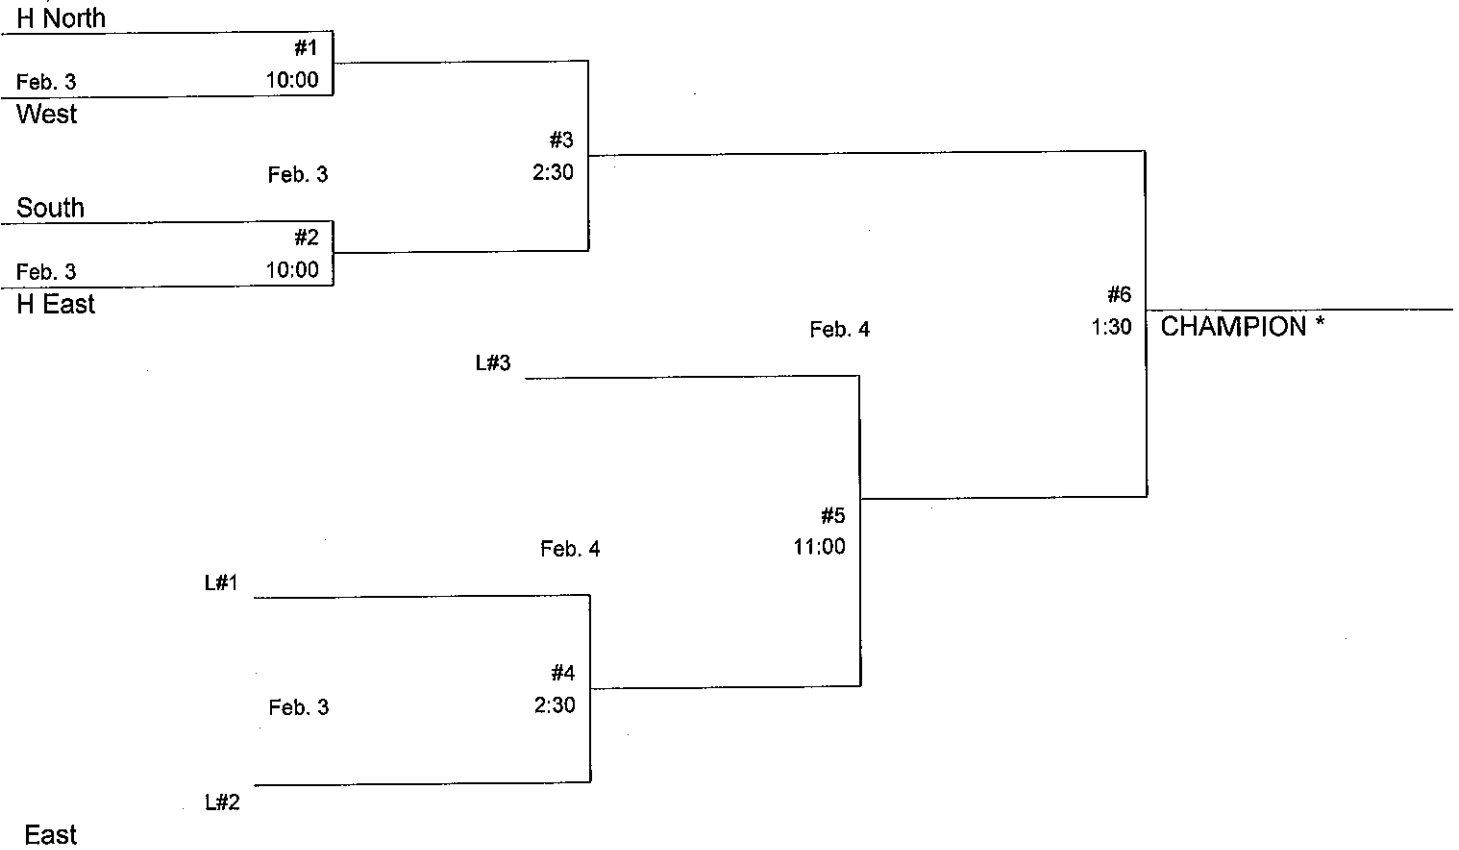 H North
#1
Feb. 3 10:00
West
#3
Feb. 3 2:30
South
#2
Feb. 3 10:00
H East
#6
Feb. 4 1:30 CHAMPION *
L#3
#5
Feb. 4 11:00
L#1
#4
Feb. 3 2:30
L#2
East